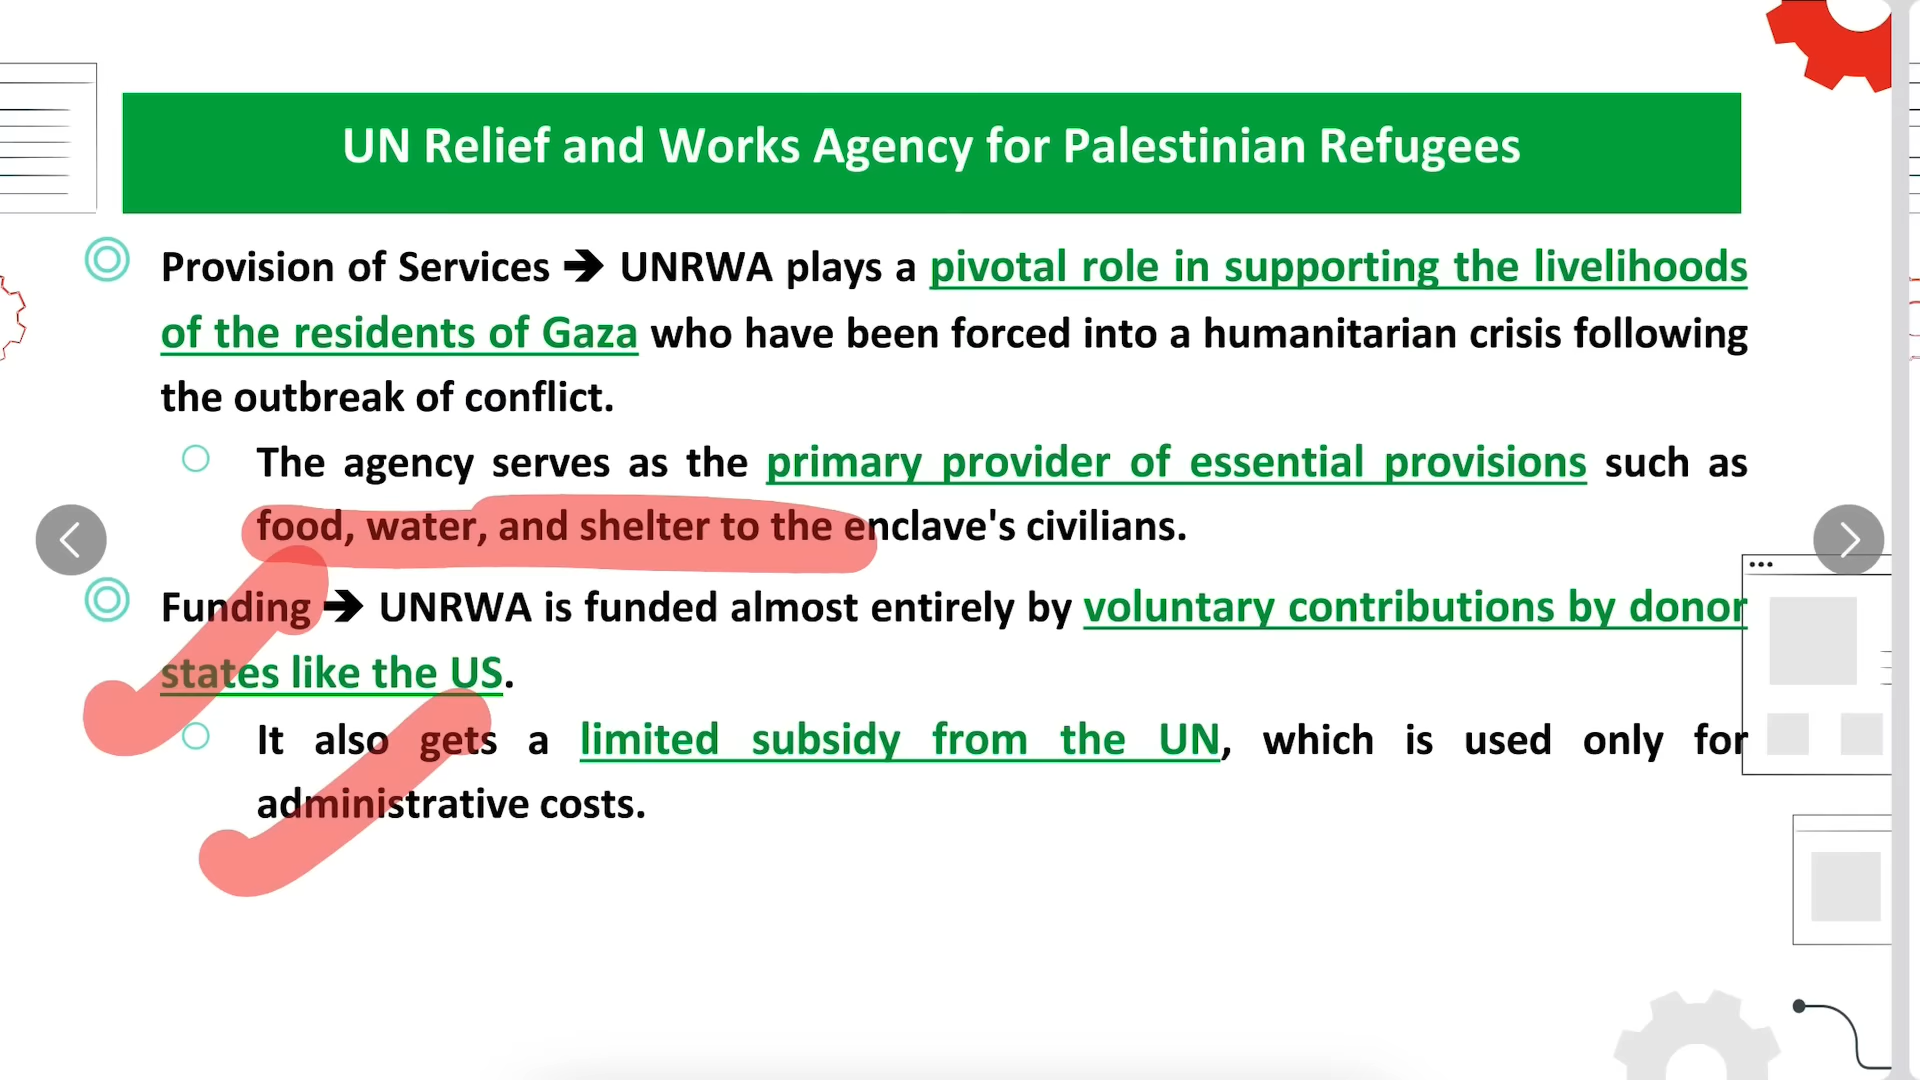 UN Relief and Works Agency for Palestinian Refugees
Provision of Services ➔ UNRWA plays a pivotal role in supporting the livelihoods
of the residents of Gaza who have been forced into a humanitarian crisis following
the outbreak of conflict.
The agency serves as the primary provider of essential provisions such as
food, water, and shelter to the enclave's civilians.
Funding ➔ UNRWA is funded almost entirely by voluntary contributions by donor
states like the US.
It also gets a limited subsidy from the UN, which is used only for
administrative costs.